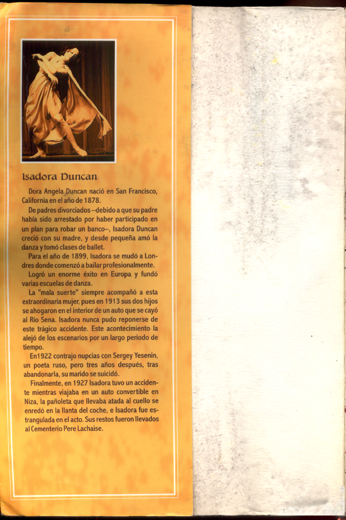 Isadora Duncan
Dora Angela Duncan nació en San Francisco,
California en el año de 1878.
De padres divorciados—debido a que su padre
había sido arrestado por haber participado en
un plan para robar un banco—, Isadora Duncan
creció con su madre, y desde pequeña amó la
danza y tomó clases de ballet.
Para el año de 1899, Isadora se mudó a Lon-
dres donde comenzó a bailar profesionalmente.
Logró un enorme éxito en Europa y fundó
varias escuelas de danza.
La "mala suerte" siempre acompañó a esta
extraordinaria mujer, pues en 1913 sus dos hijos
se ahogaron en el interior de un auto que se cayó
al Río Sena. Isadora nunca pudo reponerse de
este trágico accidente. Este acontecimiento la
alejó de los escenarios por un largo período de
tiempo.
En1922 contrajo nupcias con Sergey Yesenin,
un poeta ruso, pero tres años después, tras
abandonarla, su marido se suicidó.
Finalmente, en 1927 Isadora tuvo un acciden-
te mientras viajaba en un auto convertible en
Niza, la pañoleta que llevaba atada al cuello se
enredó en la llanta del coche, e Isadora fue es-
trangulada en el acto. Sus restos fueron llevados
al Cementerio Pere Lachaise.